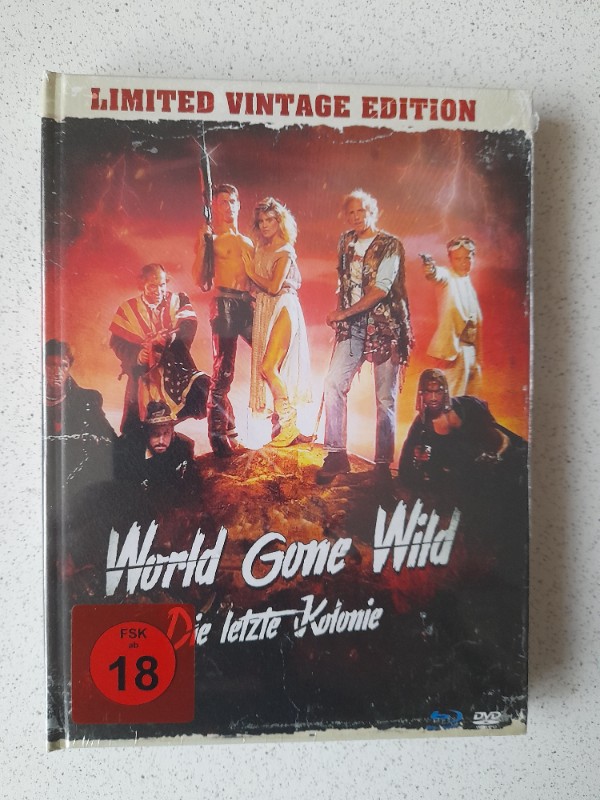 LIMITED VINTAGE EDITION
World Gone Wild
Die letzte Kolonie
FSK
ab
18
DVD